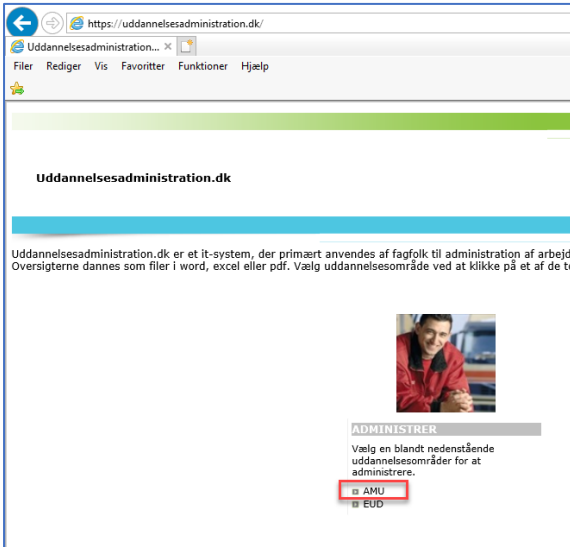 https://uddannelsesadministration.dk/
Uddannelsesadministration...
Filer Rediger Vis Favoritter Funktioner Hjælp
Uddannelsesadministration.dk
Uddannelsesadministration.dk er et it-system, der primært anvendes af fagfolk til administration af arbejd
Oversigterne dannes som filer i word, excel eller pdf. Vælg uddannelsesområde ved at klikke på et af de t
ADMINISTRER
Vælg en blandt nedenstående
uddannelsesområder for at
administrere.
AMU
EUD